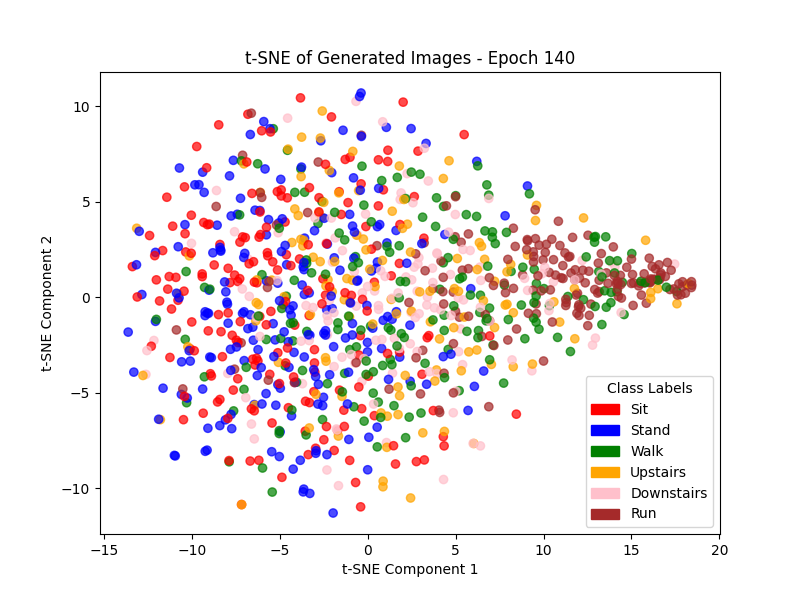 t-SNE of Generated Images - Epoch 140
t-SNE Component 2
10
5
0
−5
−10
−15
−10
−5
0
5
10
15
20
t-SNE Component 1
Class Labels
Sit
Stand
Walk
Upstairs
Downstairs
Run